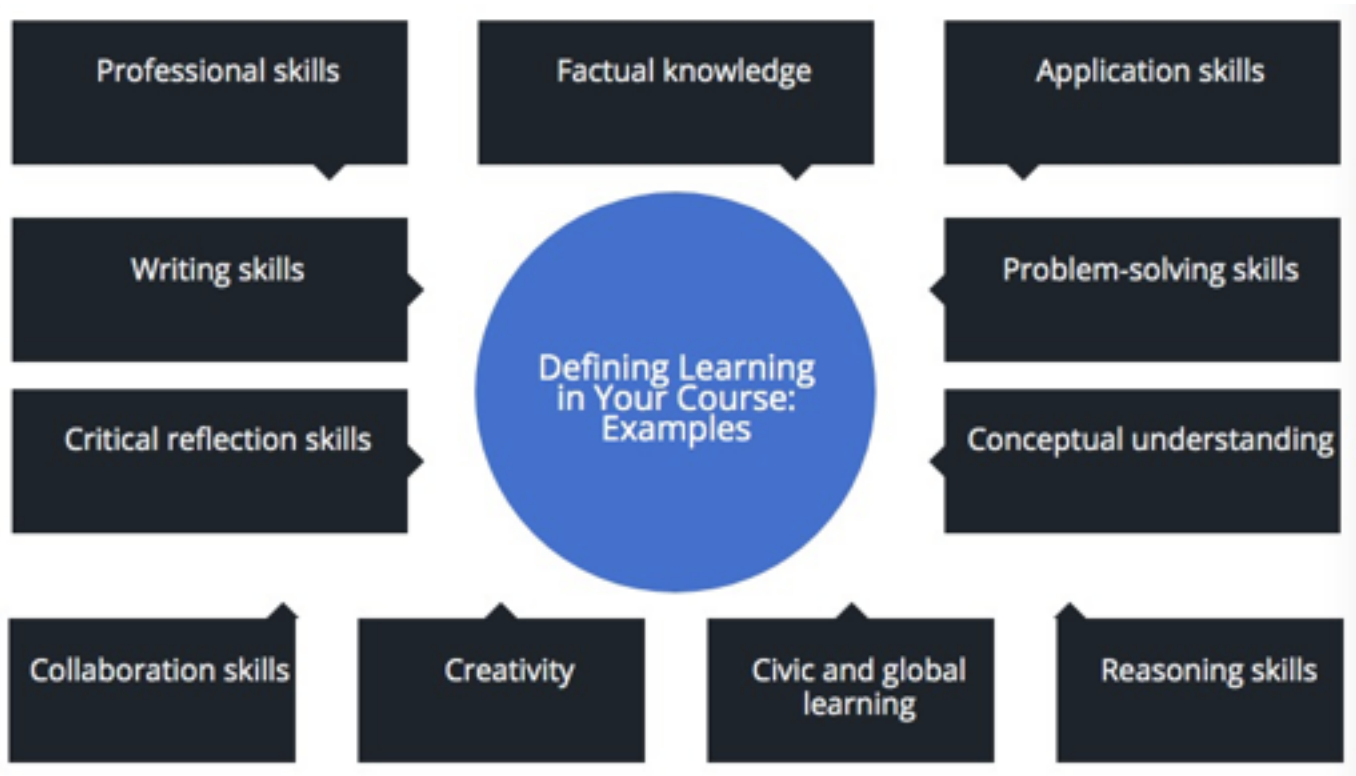 Professional skills
Factual knowledge
Application skills
Writing skills
Problem-solving skills
Defining Learning
in Your Course:
Examples
Critical reflection skills
Conceptual understanding
Collaboration skills
Creativity
Civic and global
learning
Reasoning skills